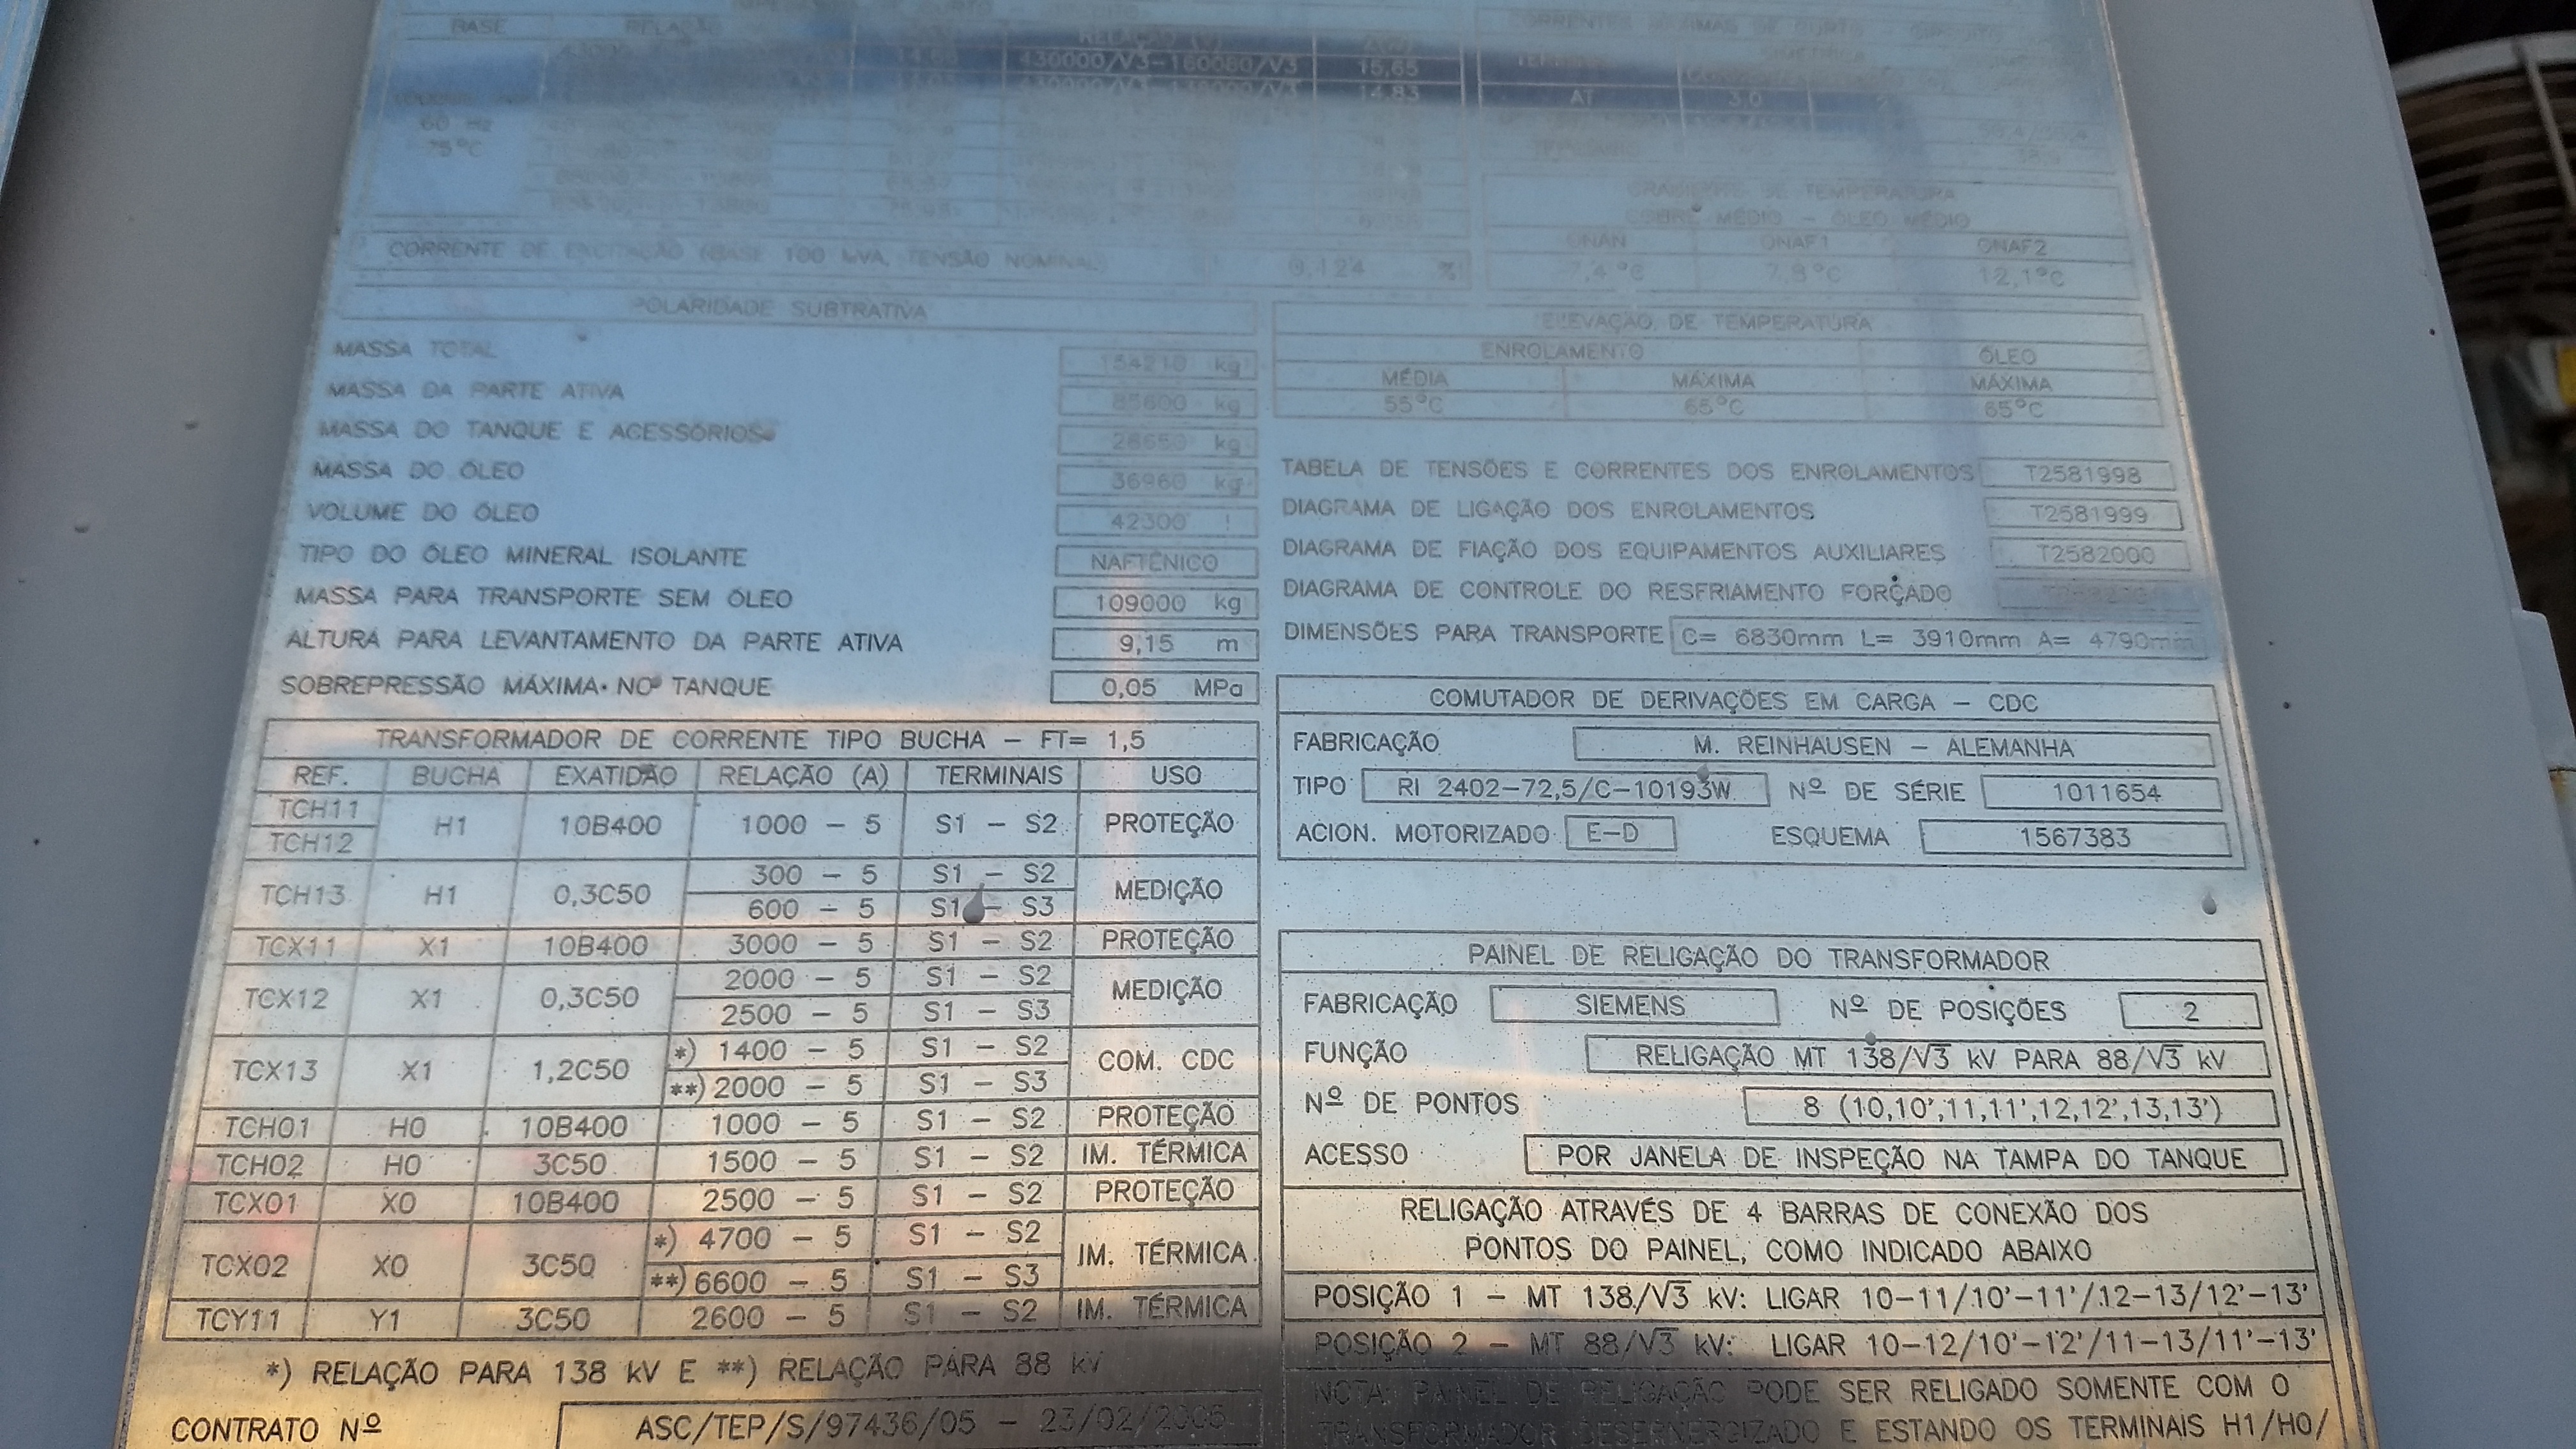 BASE RELAÇÃO RELAÇÃO
CORRENTES MÁXIMAS DE CURTO - CIRCUITO
430000/V3-160080/V3 15,65
14,83
AT 3,0
60 Hz
75°C
GRADIENTE DE TEMPERATURA
COBRE MÉDIO - ÓLEO MÉDIO
ONAN ONAF1 ONAF2
7,4°C 7,8°C 12,1°C
CORRENTE DE EXCITAÇÃO (BASE 100 MVA, TENSÃO NOMINAL) 0,124 %
POLARIDADE SUBTRATIVA
MASSA TOTAL 154210 kg
MASSA DA PARTE ATIVA kg
MASSA DO TANQUE E ACESSÓRIOS 28650 kg
MASSA DO ÓLEO 36960 kg
VOLUME DO ÓLEO 42300 l
TIPO DO ÓLEO MINERAL ISOLANTE NAFTÊNICO
MASSA PARA TRANSPORTE SEM ÓLEO 109000 kg
ALTURA PARA LEVANTAMENTO DA PARTE ATIVA 9,15 m
SOBREPRESSÃO MÁXIMA NO TANQUE 0,05 MPa
ELEVAÇÃO DE TEMPERATURA
ENROLAMENTO ÓLEO
MÉDIA MÁXIMA MÁXIMA
55°C 65°C 65°C
TABELA DE TENSÕES E CORRENTES DOS ENROLAMENTOS T2581998
DIAGRAMA DE LIGAÇÃO DOS ENROLAMENTOS T2581999
DIAGRAMA DE FIAÇÃO DOS EQUIPAMENTOS AUXILIARES T2582000
DIAGRAMA DE CONTROLE DO RESFRIAMENTO FORÇADO
DIMENSÕES PARA TRANSPORTE C= 6830mm L= 3910mm A= 4790mm
TRANSFORMADOR DE CORRENTE TIPO BUCHA - FT= 1,5
REF. BUCHA EXATIDÃO RELAÇÃO (A) TERMINAIS USO
TCH11
TCH12 H1 10B400 1000 - 5 S1 - S2 PROTEÇÃO
TCH13 H1 0,3C50 300 - 5 S1 - S2 MEDIÇÃO
600 - 5 S1 - S3
TCX11 X1 10B400 3000 - 5 S1 - S2 PROTEÇÃO
TCX12 X1 0,3C50 2000 - 5 S1 - S2 MEDIÇÃO
2500 - 5 S1 - S3
TCX13 X1 1,2C50 *) 1400 - 5 S1 - S2 COM. CDC
**) 2000 - 5 S1 - S3
TCH01 H0 10B400 1000 - 5 S1 - S2 PROTEÇÃO
TCH02 H0 3C50 1500 - 5 S1 - S2 IM. TÉRMICA
TCX01 X0 10B400 2500 - 5 S1 - S2 PROTEÇÃO
TCX02 X0 3C50 *) 4700 - 5 S1 - S2 IM. TÉRMICA
**) 6600 - 5 S1 - S3
TCY11 Y1 3C50 2600 - 5 S1 - S2 IM. TÉRMICA
*) RELAÇÃO PARA 138 kV E **) RELAÇÃO PARA 88 kV
CONTRATO Nº ASC/TEP/S/97436/05 - 23/02/2005
COMUTADOR DE DERIVAÇÕES EM CARGA - CDC
FABRICAÇÃO M. REINHAUSEN - ALEMANHA
TIPO RI 2402-72,5/C-10193W Nº DE SÉRIE 1011654
ACION. MOTORIZADO E-D ESQUEMA 1567383
PAINEL DE RELIGAÇÃO DO TRANSFORMADOR
FABRICAÇÃO SIEMENS Nº DE POSIÇÕES 2
FUNÇÃO RELIGAÇÃO MT 138/√3 kV PARA 88/√3 kV
Nº DE PONTOS 8 (10,10',11,11',12,12',13,13')
ACESSO POR JANELA DE INSPEÇÃO NA TAMPA DO TANQUE
RELIGAÇÃO ATRAVÉS DE 4 BARRAS DE CONEXÃO DOS
PONTOS DO PAINEL, COMO INDICADO ABAIXO
POSIÇÃO 1 - MT 138/√3 kV: LIGAR 10-11/10'-11'/12-13/12'-13'
POSIÇÃO 2 - MT 88/√3 kV: LIGAR 10-12/10'-12'/11-13/11'-13'
NOTA: PAINEL DE RELIGAÇÃO PODE SER RELIGADO SOMENTE COM O
TRANSFORMADOR DESENERGIZADO E ESTANDO OS TERMINAIS H1/H0/